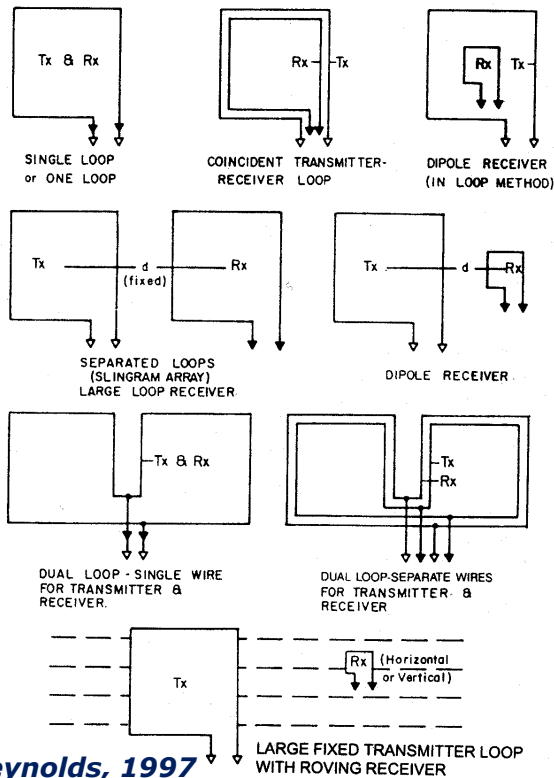 Tx & Rx
SINGLE LOOP
or ONE LOOP
Rx Tx
COINCIDENT TRANSMITTER-
RECEIVER LOOP
Rx Tx
DIPOLE RECEIVER
(IN LOOP METHOD)
Tx d Rx
(fixed)
SEPARATED LOOPS
(SLINGRAM ARRAY)
LARGE LOOP RECEIVER
Tx d Rx
DIPOLE RECEIVER
Tx & Rx
DUAL LOOP - SINGLE WIRE
FOR TRANSMITTER &
RECEIVER.
Tx
Rx
DUAL LOOP-SEPARATE WIRES
FOR TRANSMITTER & 
RECEIVER
Tx
Rx (Horizontal
or Vertical)
LARGE FIXED TRANSMITTER LOOP
WITH ROVING RECEIVER
eynolds, 1997